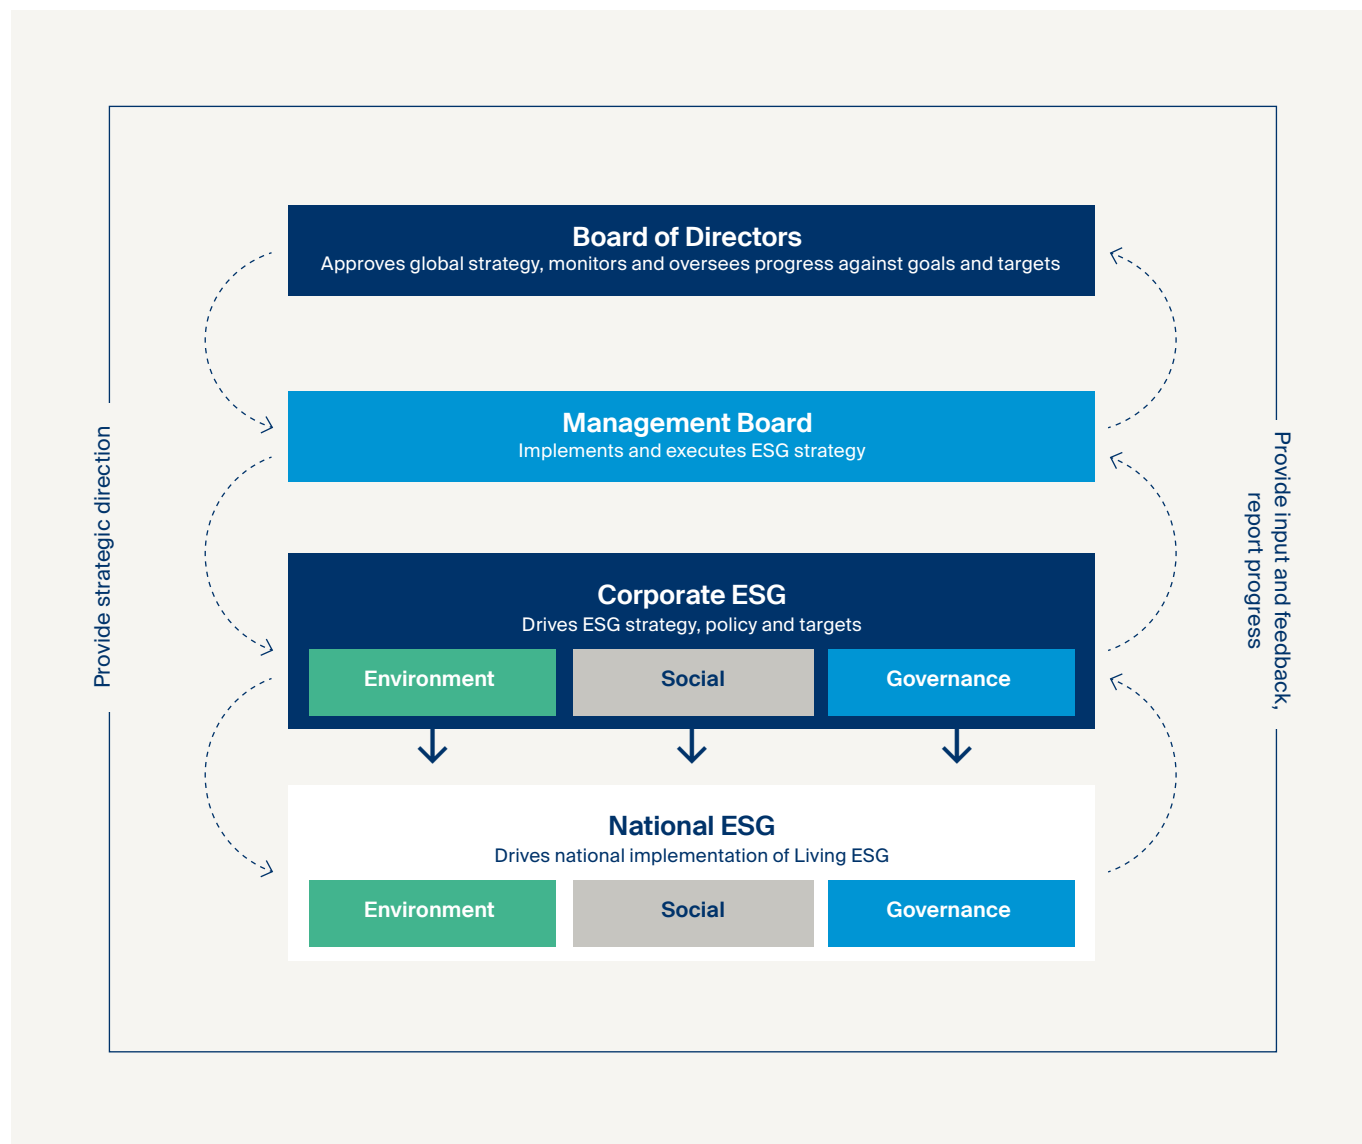 Board of Directors
Approves global strategy, monitors and oversees progress against goals and targets
Management Board
Implements and executes ESG strategy
Provide strategic direction
Provide input and feedback,
report progress
Corporate ESG
Drives ESG strategy, policy and targets
Environment
Social
Governance
National ESG
Drives national implementation of Living ESG
Environment
Social
Governance